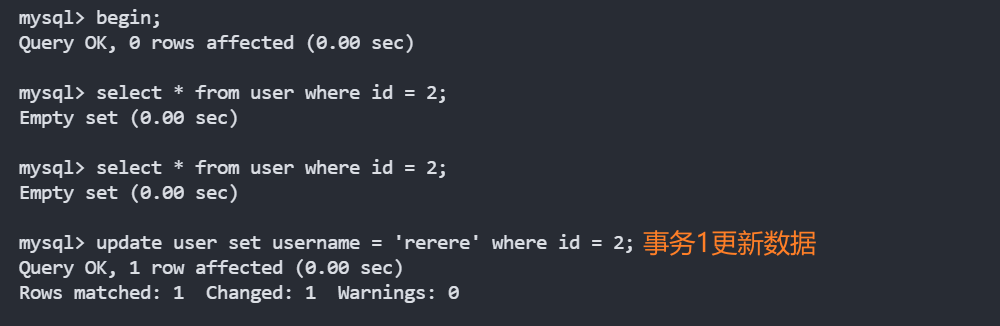 mysql> begin;
Query OK, 0 rows affected (0.00 sec)
mysql> select * from user where id = 2;
Empty set (0.00 sec)
mysql> select * from user where id = 2;
Empty set (0.00 sec)
mysql> update user set username = 'rerere' where id = 2; 事务1更新数据
Query OK, 1 row affected (0.00 sec)
Rows matched: 1  Changed: 1  Warnings: 0